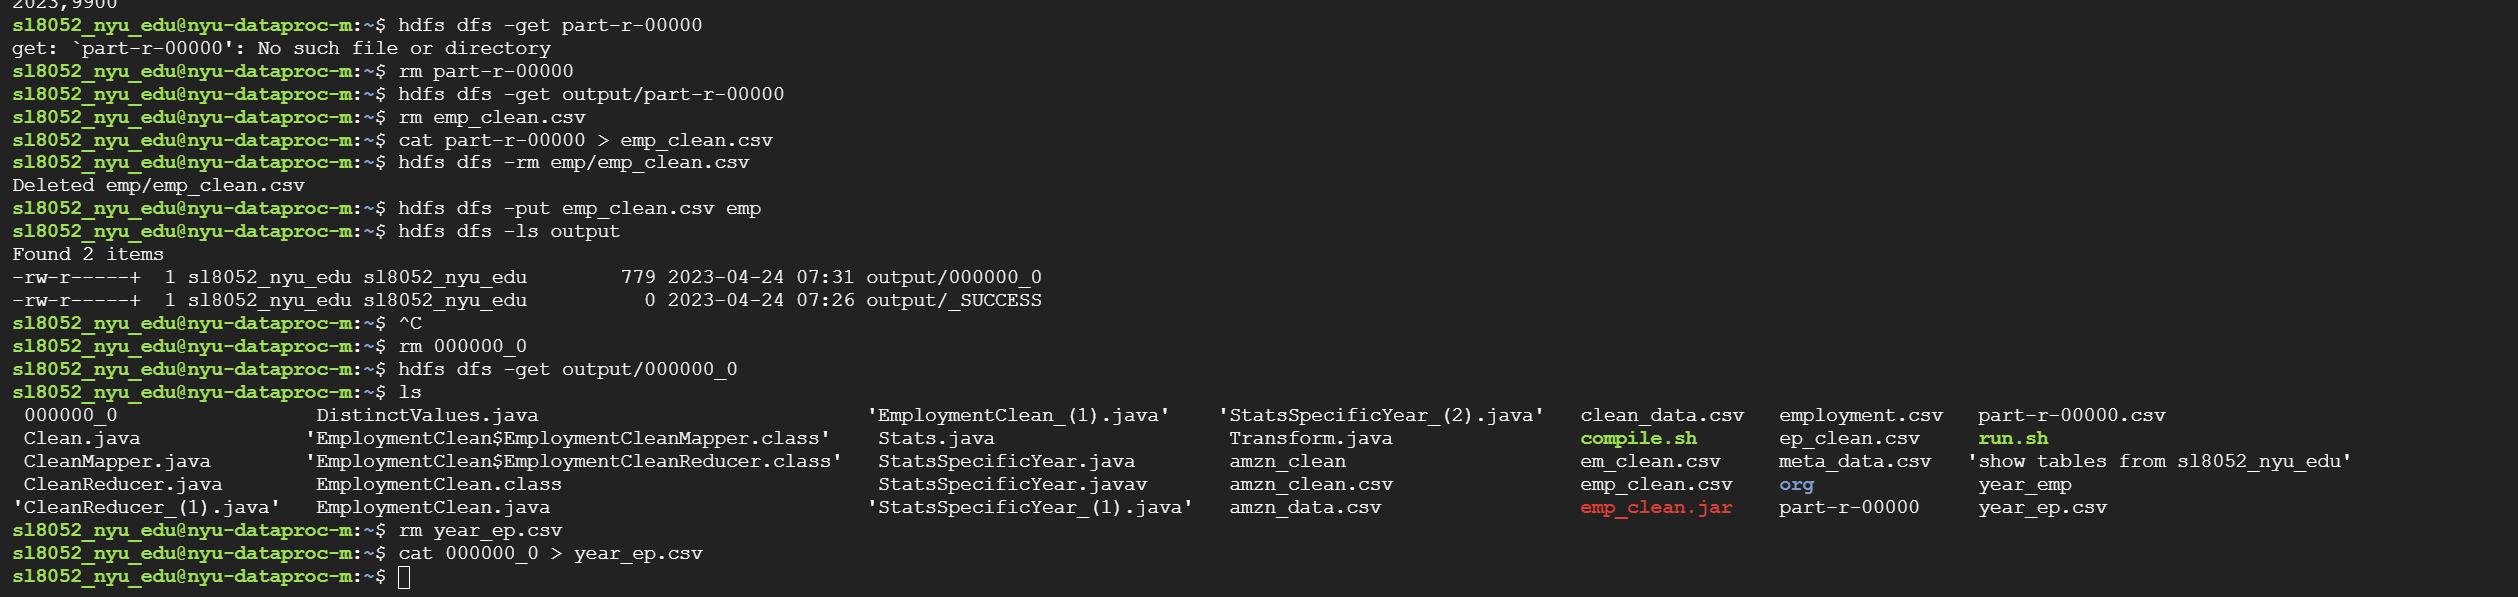 2023,9900
sl8052_nyu_edu@nyu-dataproc-m:~$ hdfs dfs -get part-r-00000
get: `part-r-00000': No such file or directory
sl8052_nyu_edu@nyu-dataproc-m:~$ rm part-r-00000
sl8052_nyu_edu@nyu-dataproc-m:~$ hdfs dfs -get output/part-r-00000
sl8052_nyu_edu@nyu-dataproc-m:~$ rm emp_clean.csv
sl8052_nyu_edu@nyu-dataproc-m:~$ cat part-r-00000 > emp_clean.csv
sl8052_nyu_edu@nyu-dataproc-m:~$ hdfs dfs -rm emp/emp_clean.csv
Deleted emp/emp_clean.csv
sl8052_nyu_edu@nyu-dataproc-m:~$ hdfs dfs -put emp_clean.csv emp
sl8052_nyu_edu@nyu-dataproc-m:~$ hdfs dfs -ls output
Found 2 items
-rw-r-----+  1 sl8052_nyu_edu sl8052_nyu_edu        779 2023-04-24 07:31 output/000000_0
-rw-r-----+  1 sl8052_nyu_edu sl8052_nyu_edu          0 2023-04-24 07:26 output/_SUCCESS
sl8052_nyu_edu@nyu-dataproc-m:~$ ^C
sl8052_nyu_edu@nyu-dataproc-m:~$ rm 000000_0
sl8052_nyu_edu@nyu-dataproc-m:~$ hdfs dfs -get output/000000_0
sl8052_nyu_edu@nyu-dataproc-m:~$ ls
000000_0 DistinctValues.java 'EmploymentClean_(1).java' 'StatsSpecificYear_(2).java' clean_data.csv employment.csv part-r-00000.csv
Clean.java 'EmploymentClean$EmploymentCleanMapper.class' Stats.java Transform.java compile.sh ep_clean.csv run.sh
CleanMapper.java 'EmploymentClean$EmploymentCleanReducer.class' StatsSpecificYear.java amzn_clean em_clean.csv meta_data.csv 'show tables from sl8052_nyu_edu'
CleanReducer.java EmploymentClean.class StatsSpecificYear.javav amzn_clean.csv emp_clean.csv org year_emp
'CleanReducer_(1).java' EmploymentClean.java 'StatsSpecificYear_(1).java' amzn_data.csv emp_clean.jar part-r-00000 year_ep.csv
sl8052_nyu_edu@nyu-dataproc-m:~$ rm year_ep.csv
sl8052_nyu_edu@nyu-dataproc-m:~$ cat 000000_0 > year_ep.csv
sl8052_nyu_edu@nyu-dataproc-m:~$